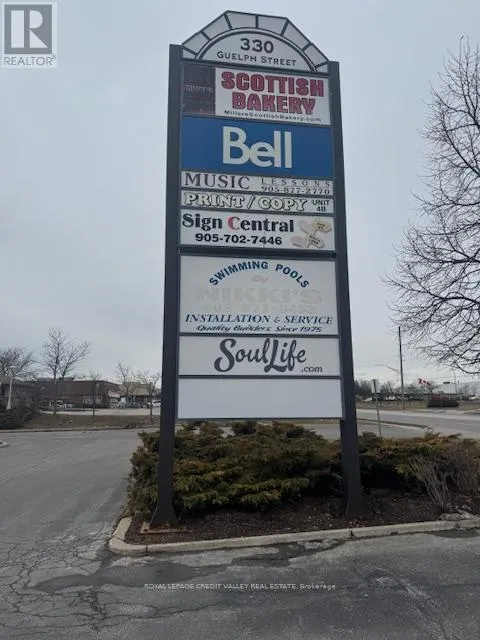 R
REALTOR®
330
GUELPH STREET
SCOTTISH
BAKERY
MillersScottishBakery.com
Bell
MUSIC LESSONS
905-877-2770
PRINT/COPY UNIT 4B
Sign Central
905-702-7446
SWIMMING POOLS
BY
NIKKI'S
INSTALLATION & SERVICE
Quality Builders Since 1975
SoulLife
.com
ROYAL LEPAGE CREDIT VALLEY REAL ESTATE, Brokerage